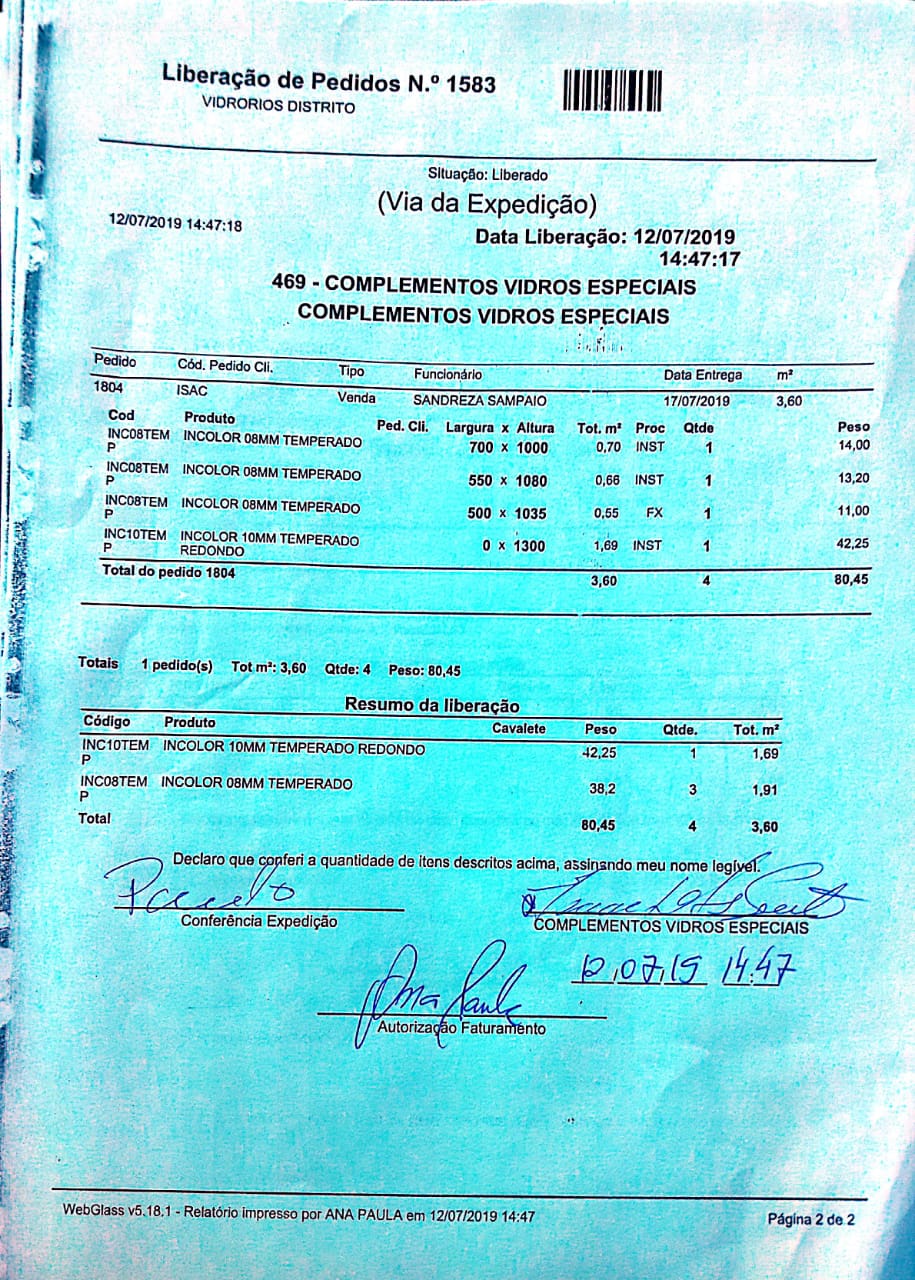 Liberação de Pedidos N.º 1583
VIDRORIOS DISTRITO
Situação: Liberado
(Via da Expedição)
12/07/2019 14:47:18
Data Liberação: 12/07/2019
14:47:17
469 - COMPLEMENTOS VIDROS ESPECIAIS
COMPLEMENTOS VIDROS ESPECIAIS
Pedido Cód. Pedido Cli. Tipo Funcionário Data Entrega m²
1804 ISAC Venda SANDREZA SAMPAIO 17/07/2019 3,60
Cod Produto Ped. Cli. Largura x Altura Tot. m² Proc Qtde Peso
INC08TEM INCOLOR 08MM TEMPERADO 700 x 1000 0,70 INST 1 14,00
P
INC08TEM INCOLOR 08MM TEMPERADO 550 x 1080 0,66 INST 1 13,20
P
INC08TEM INCOLOR 08MM TEMPERADO 500 x 1035 0,55 FX 1 11,00
P
INC10TEM INCOLOR 10MM TEMPERADO 0 x 1300 1,69 INST 1 42,25
P REDONDO
Total do pedido 1804 3,60 4 80,45
Totais 1 pedido(s) Tot m²: 3,60 Qtde: 4 Peso: 80,45
Resumo da liberação
Código Produto Cavalete Peso Qtde. Tot. m²
INC10TEM INCOLOR 10MM TEMPERADO REDONDO 42,25 1 1,69
P
INC08TEM INCOLOR 08MM TEMPERADO 38,2 3 1,91
P
Total 80,45 4 3,60
Declaro que conferi a quantidade de itens descritos acima, assinando meu nome legível.
Conferência Expedição
COMPLEMENTOS VIDROS ESPECIAIS
12,07,19 14:47
Ana Paula
Autorização Faturamento
WebGlass v5.18.1 - Relatório impresso por ANA PAULA em 12/07/2019 14:47
Página 2 de 2